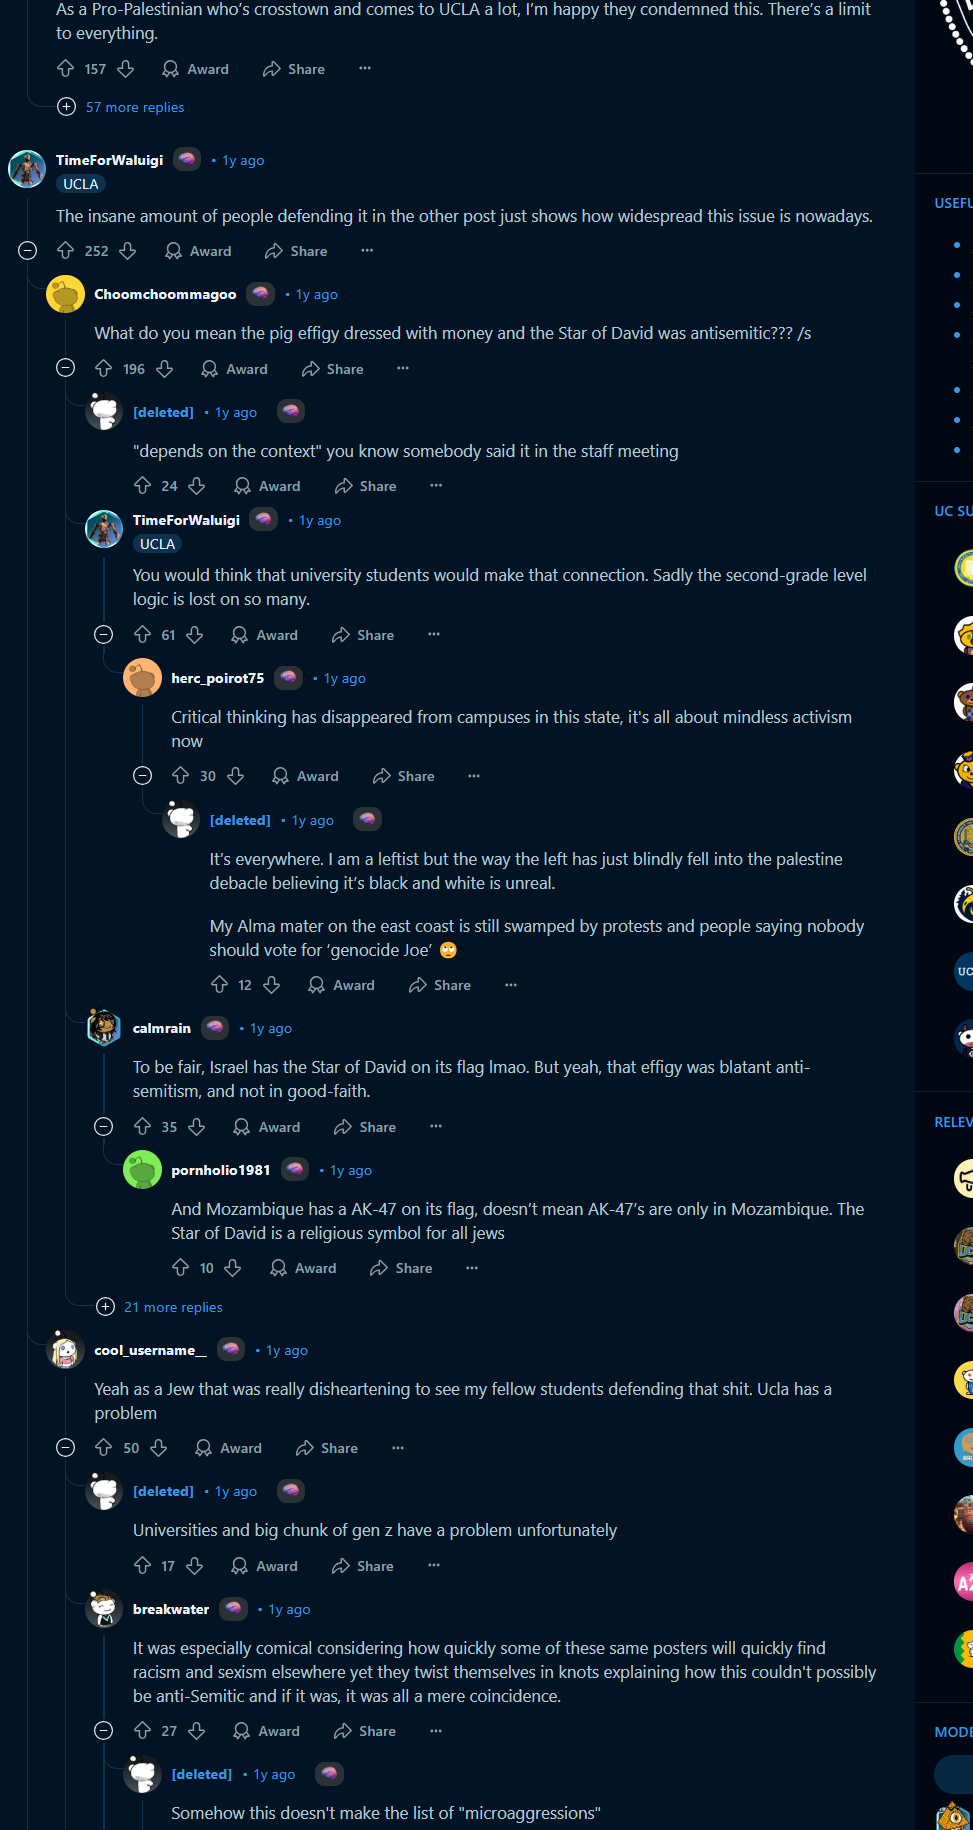 As a Pro-Palestinian who's crosstown and comes to UCLA a lot, I'm happy they condemned this. There's a limit
to everything.
157 Award Share
57 more replies
TimeForWaluigi • 1y ago
UCLA
The insane amount of people defending it in the other post just shows how widespread this issue is nowadays.
252 Award Share
Choomchoommagoo • 1y ago
What do you mean the pig effigy dressed with money and the Star of David was antisemitic??? /s
196 Award Share
[deleted] • 1y ago
"depends on the context" you know somebody said it in the staff meeting
24 Award Share
TimeForWaluigi • 1y ago
UCLA
You would think that university students would make that connection. Sadly the second-grade level
logic is lost on so many.
61 Award Share
herc_poirot75 • 1y ago
Critical thinking has disappeared from campuses in this state, it's all about mindless activism
now
30 Award Share
[deleted] • 1y ago
It's everywhere. I am a leftist but the way the left has just blindly fell into the palestine
debacle believing it's black and white is unreal.
My Alma mater on the east coast is still swamped by protests and people saying nobody
should vote for 'genocide Joe' 🙄
12 Award Share
calmrain • 1y ago
To be fair, Israel has the Star of David on its flag lmao. But yeah, that effigy was blatant anti-
semitism, and not in good-faith.
35 Award Share
pornholio1981 • 1y ago
And Mozambique has a AK-47 on its flag, doesn't mean AK-47's are only in Mozambique. The
Star of David is a religious symbol for all jews
10 Award Share
21 more replies
cool_username__ • 1y ago
Yeah as a Jew that was really disheartening to see my fellow students defending that shit. Ucla has a
problem
50 Award Share
[deleted] • 1y ago
Universities and big chunk of gen z have a problem unfortunately
17 Award Share
breakwater • 1y ago
It was especially comical considering how quickly some of these same posters will quickly find
racism and sexism elsewhere yet they twist themselves in knots explaining how this couldn't possibly
be anti-Semitic and if it was, it was all a mere coincidence.
27 Award Share
[deleted] • 1y ago
Somehow this doesn't make the list of "microaggressions"
USEFU
UC SU
UC
RELEV
AZ
MODE